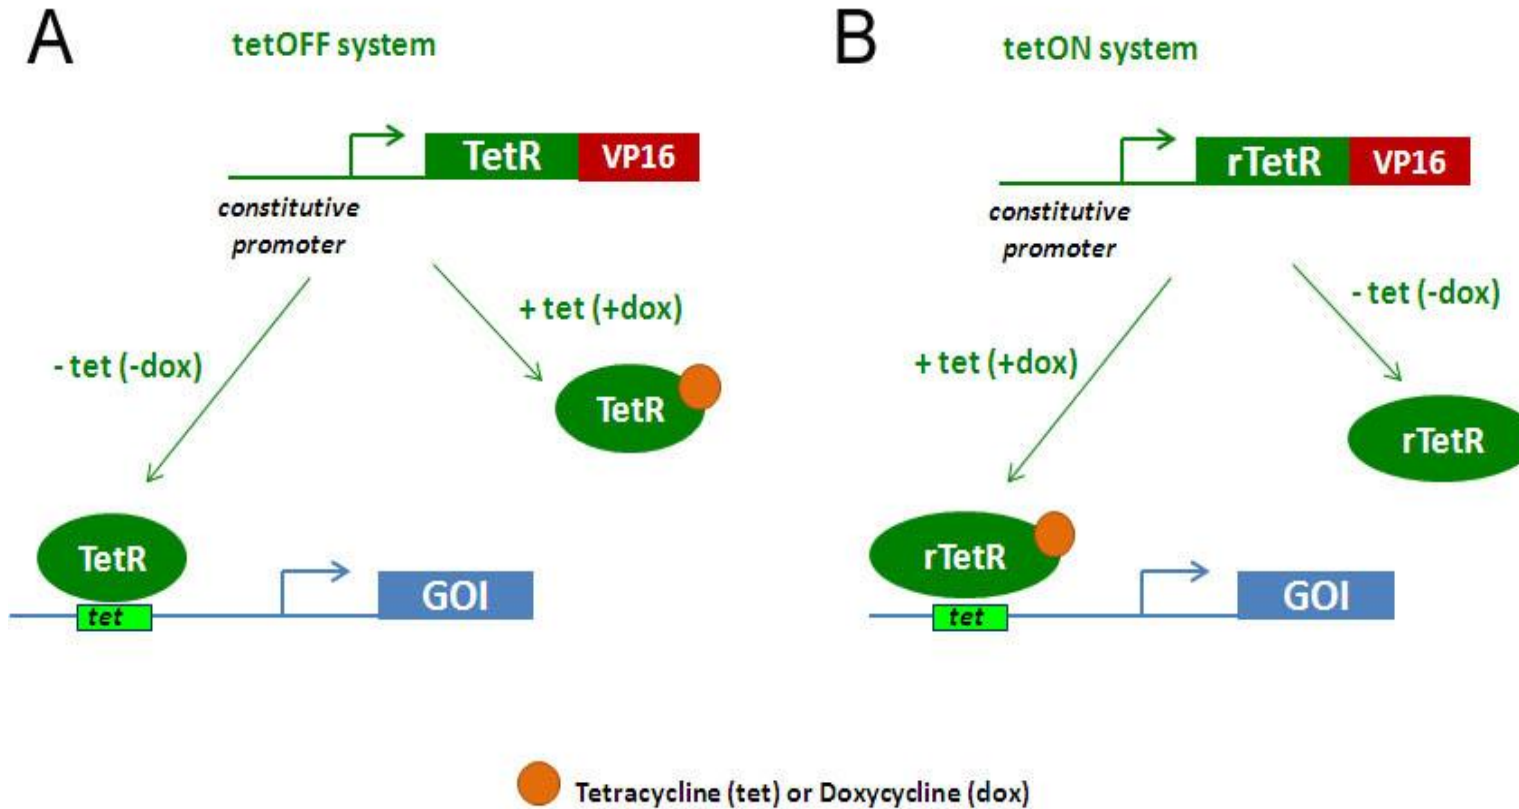 A
tetOFF system
TetR
VP16
constitutive
promoter
+ tet (+dox)
- tet (-dox)
TetR
TetR
tet
GOI
B
tetON system
rTetR
VP16
constitutive
promoter
- tet (-dox)
+ tet (+dox)
rTetR
rTetR
tet
GOI
Tetracycline (tet) or Doxycycline (dox)